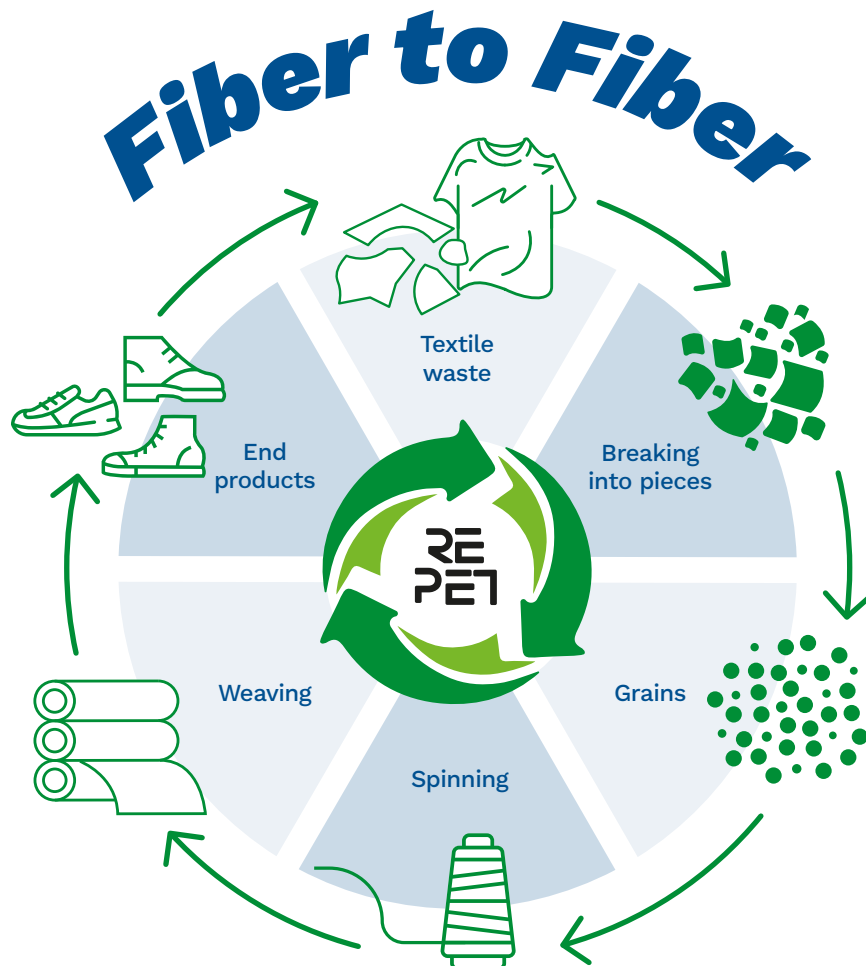 Fiber to Fiber
Textile
waste
Breaking
into pieces
Grains
Spinning
Weaving
End
products
RE
PET